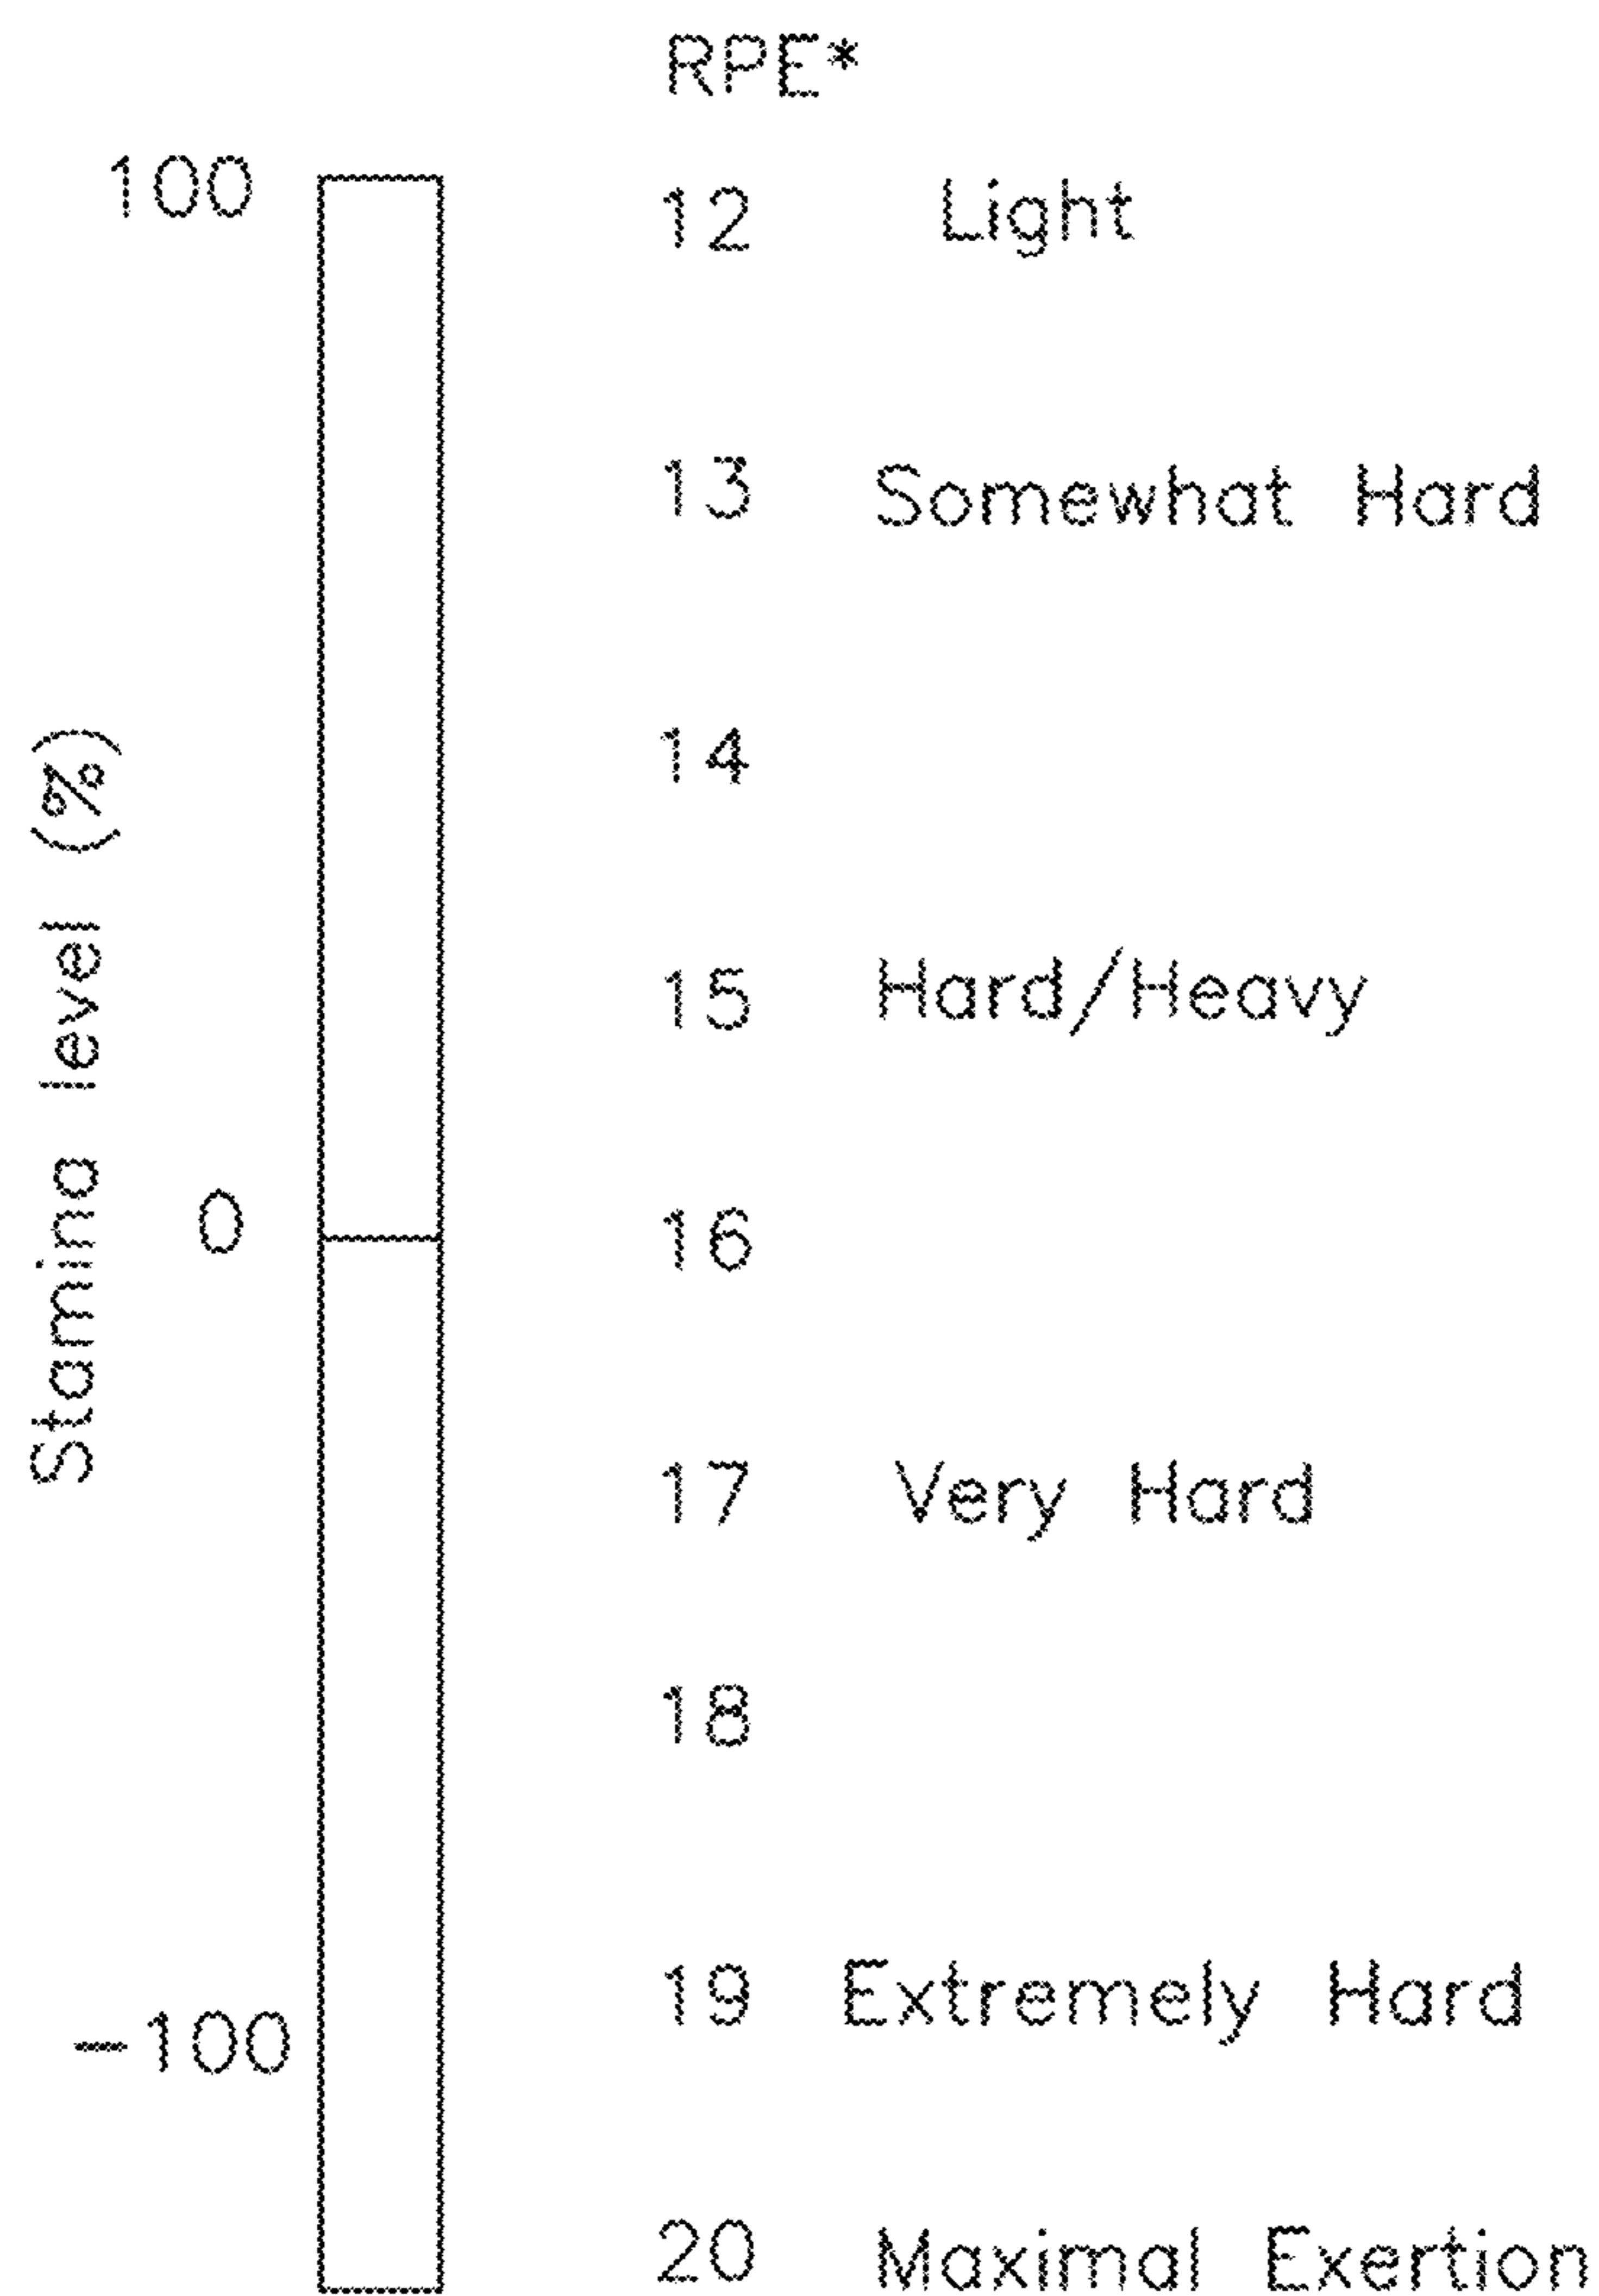 RPE*
100
12 Light
13 Somewhat Hard
14
15 Hard/Heavy
Stamina level (%)
0
16
17 Very Hard
18
19 Extremely Hard
-100
20 Maximal Exertion